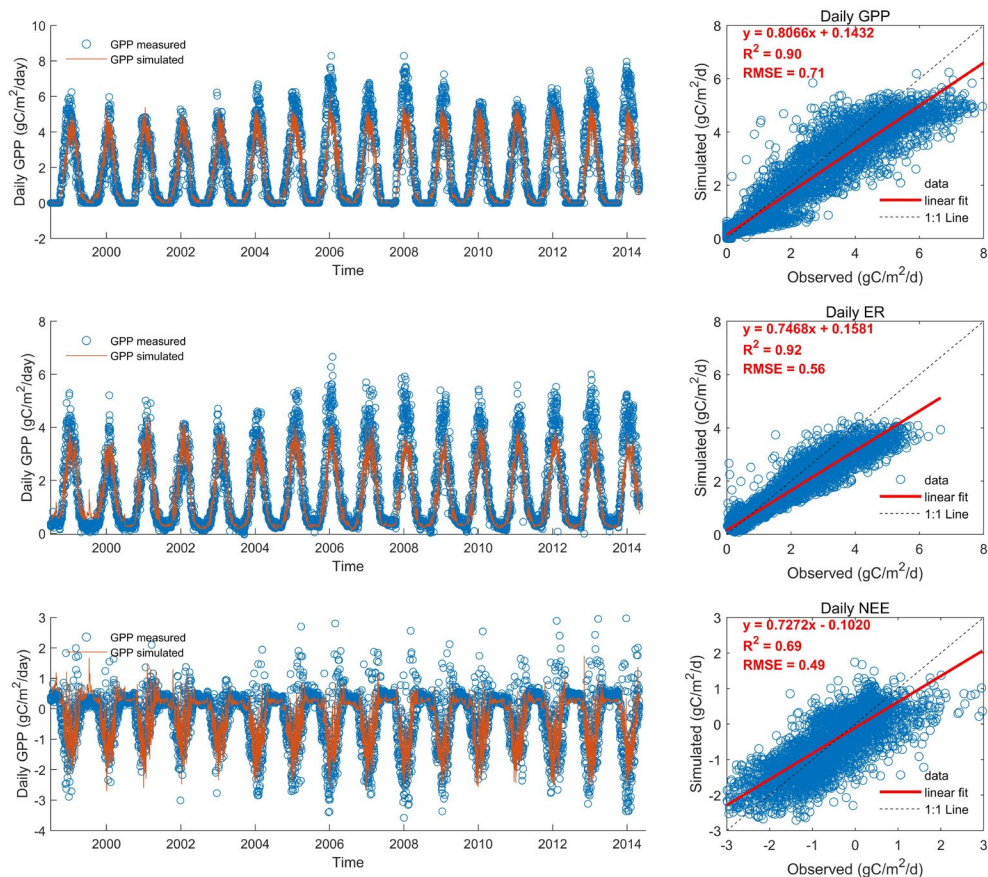 Daily GPP (gC/m²/day)
10
8
6
4
2
0
-2
GPP measured
GPP simulated
2000 2002 2004 2006 2008 2010 2012 2014
Time
Daily GPP
y = 0.8066x + 0.1432
R² = 0.90
RMSE = 0.71
Simulated (gC/m²/d)
8
6
4
2
0
data
linear fit
1:1 Line
0 2 4 6 8
Observed (gC/m²/d)
Daily GPP (gC/m²/day)
8
6
4
2
0
GPP measured
GPP simulated
2000 2002 2004 2006 2008 2010 2012 2014
Time
Daily ER
y = 0.7468x + 0.1581
R² = 0.92
RMSE = 0.56
Simulated (gC/m²/d)
8
6
4
2
0
data
linear fit
1:1 Line
0 2 4 6 8
Observed (gC/m²/d)
Daily GPP (gC/m²/day)
3
2
1
0
-1
-2
-3
-4
GPP measured
GPP simulated
2000 2002 2004 2006 2008 2010 2012 2014
Time
Daily NEE
y = 0.7272x - 0.1020
R² = 0.69
RMSE = 0.49
Simulated (gC/m²/d)
3
2
1
0
-1
-2
-3
data
linear fit
1:1 Line
-3 -2 -1 0 1 2 3
Observed (gC/m²/d)